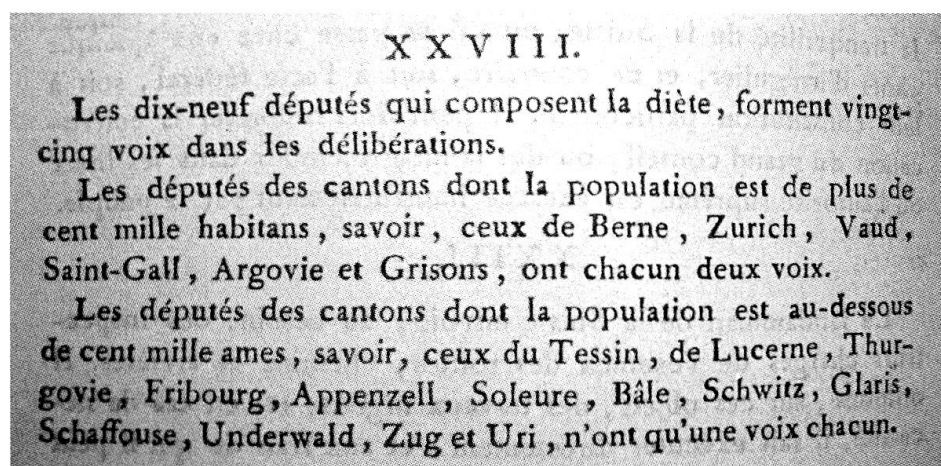 XXVIII.
Les dix-neuf députés qui composent la diète, forment vingt-
cinq voix dans les délibérations.
Les députés des cantons dont la population est de plus de
cent mille habitans, savoir, ceux de Berne, Zurich, Vaud,
Saint-Gall, Argovie et Grisons, ont chacun deux voix.
Les députés des cantons dont la population est au-dessous
de cent mille ames, savoir, ceux du Tessin, de Lucerne, Thur-
govie, Fribourg, Appenzell, Soleure, Bâle, Schwitz, Glaris,
Schaffouse, Underwald, Zug et Uri, n'ont qu'une voix chacun.